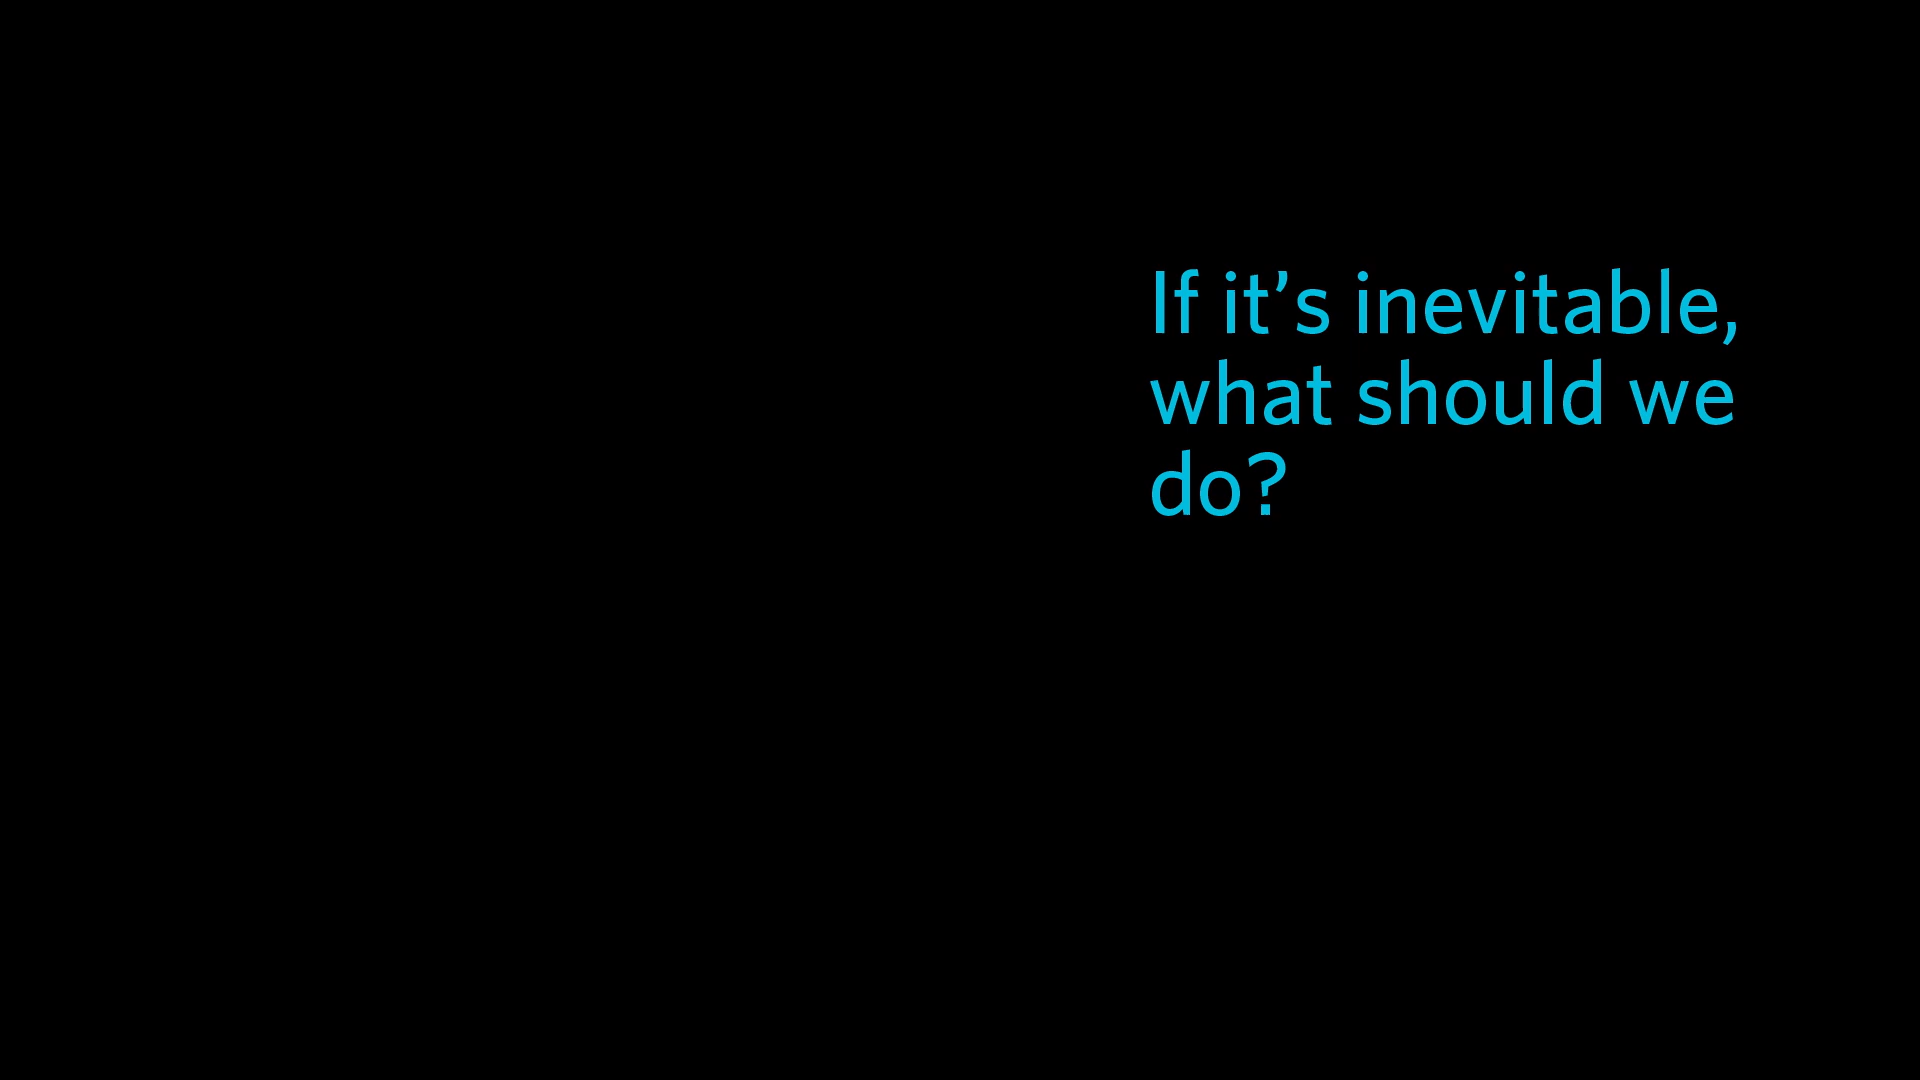 If it’s inevitable,
what should we
do?